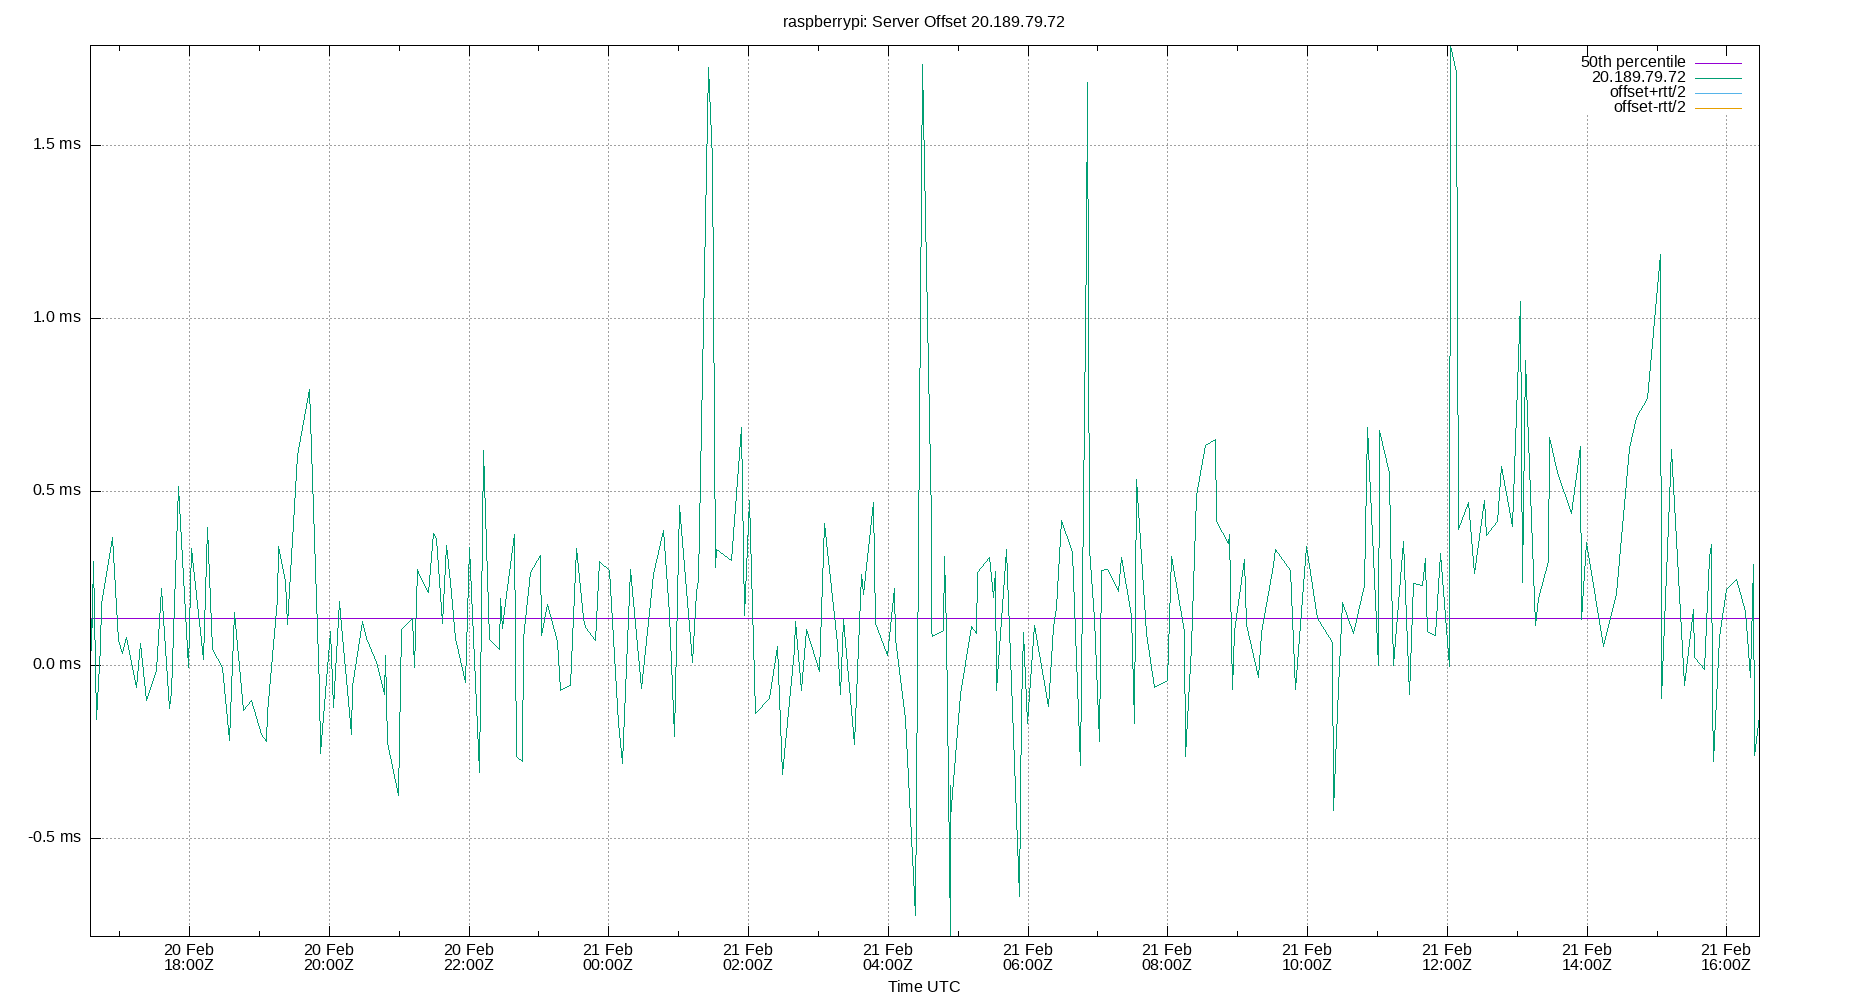 raspberrypi: Server Offset 20.189.79.72
50th percentile
20.189.79.72
offset+rtt/2
offset-rtt/2
1.5 ms
1.0 ms
0.5 ms
0.0 ms
-0.5 ms
20 Feb 20 Feb 20 Feb 21 Feb 21 Feb 21 Feb 21 Feb 21 Feb 21 Feb 21 Feb 21 Feb 21 Feb
18:00Z 20:00Z 22:00Z 00:00Z 02:00Z 04:00Z 06:00Z 08:00Z 10:00Z 12:00Z 14:00Z 16:00Z
Time UTC